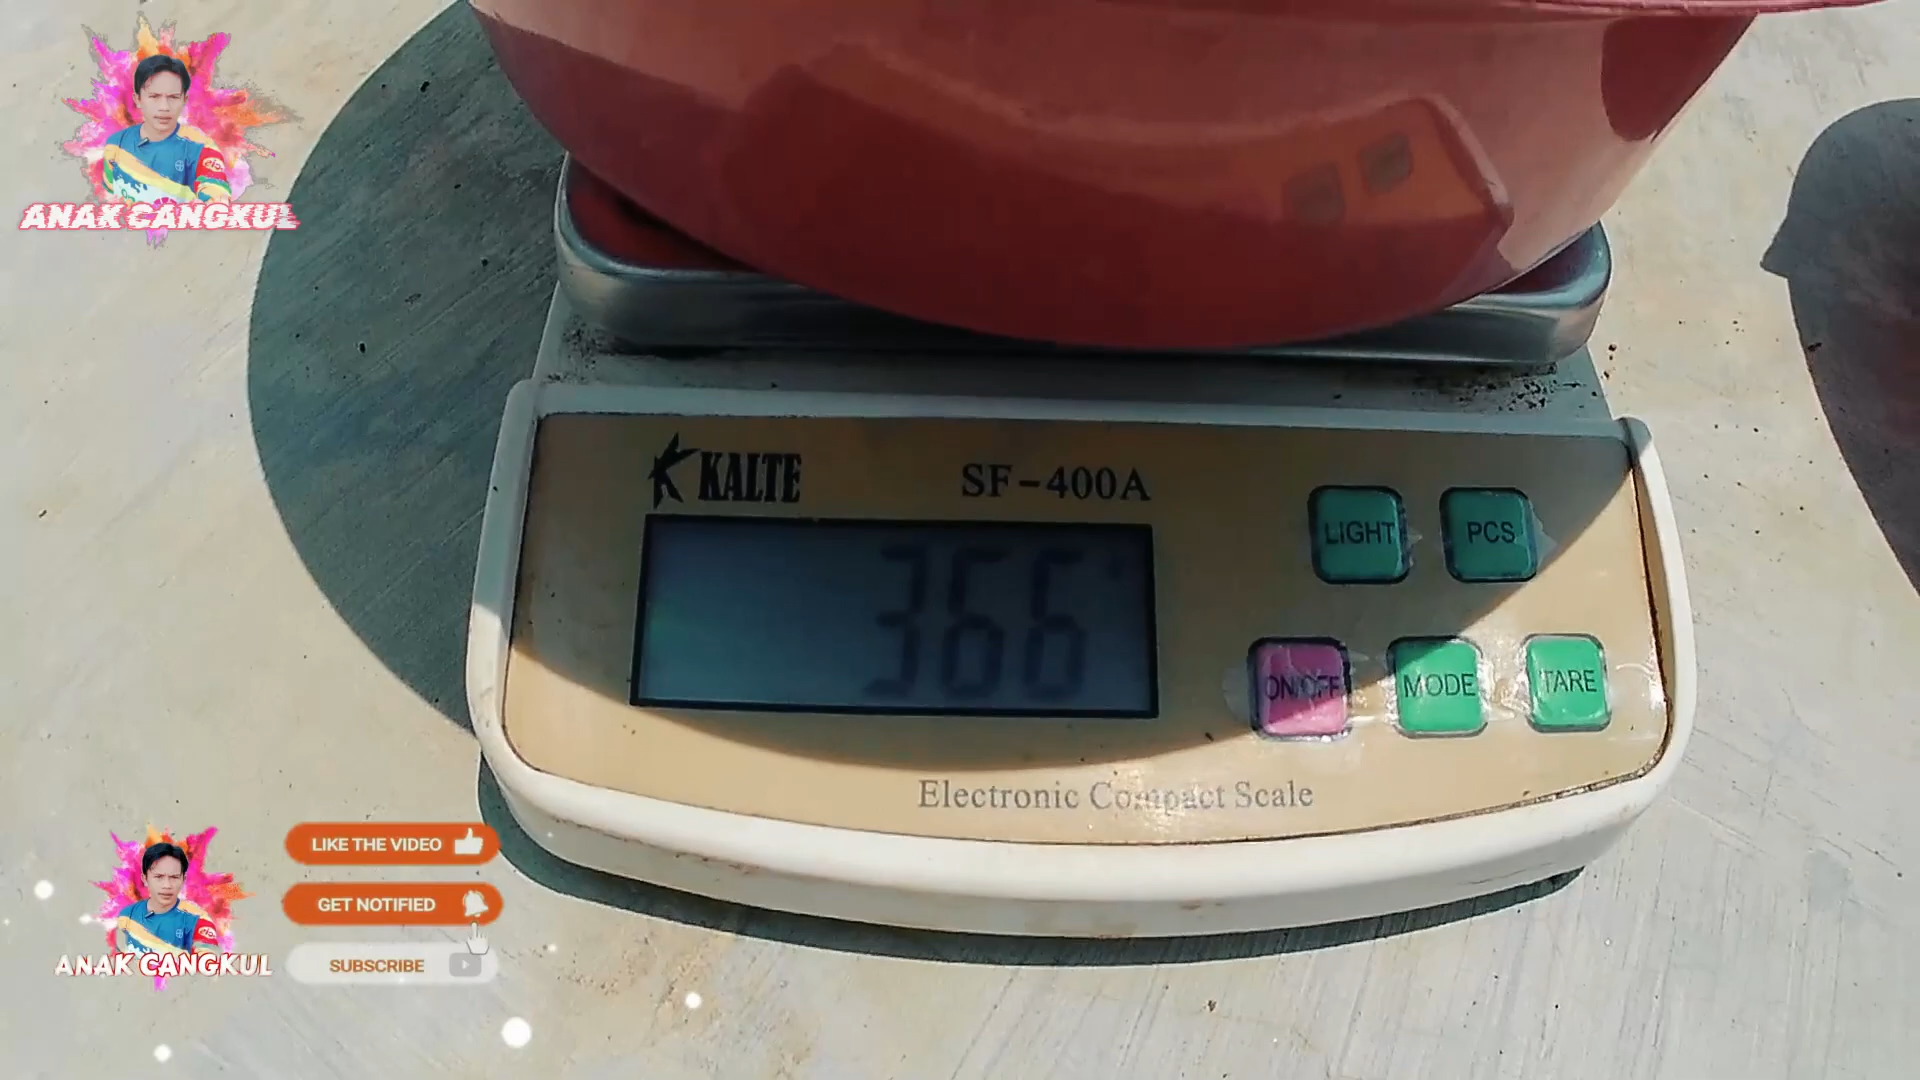 ANAK CANGKUL
KALTE
SF-400A
LIGHT
PCS
366
ON/OFF
MODE
TARE
Electronic Compact Scale
LIKE THE VIDEO
GET NOTIFIED
SUBSCRIBE
ANAK CANGKUL